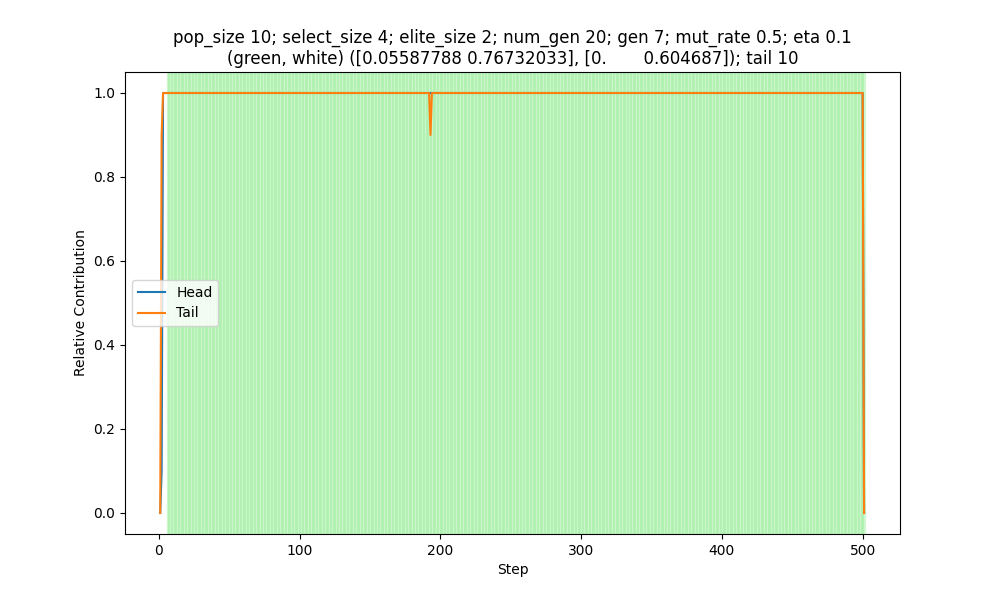 pop_size 10; select_size 4; elite_size 2; num_gen 20; gen 7; mut_rate 0.5; eta 0.1
(green, white) ([0.05587788 0.76732033], [0.       0.604687]); tail 10
1.0
0.8
0.6
0.4
0.2
0.0
Relative Contribution
Head
Tail
0 100 200 300 400 500
Step